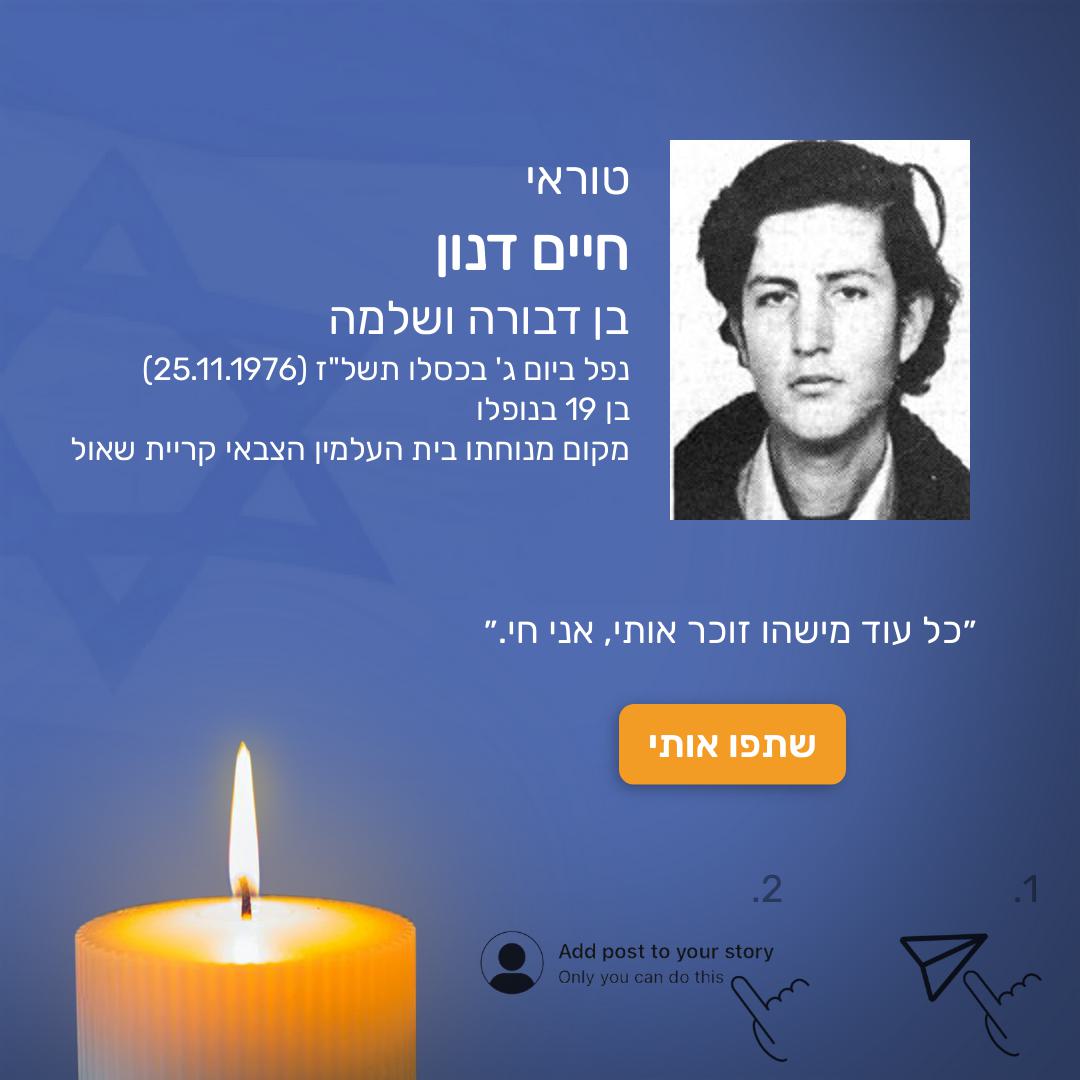 טוראי
חיים דנון
בן דבורה ושלמה
נפל ביום ג' בכסלו תשל"ז (25.11.1976)
בן 19 בנופלו
מקום מנוחתו בית העלמין הצבאי קריית שאול
״כל עוד מישהו זוכר אותי, אני חי.״
שתפו אותי
.1
.2
Add post to your story
Only you can do this